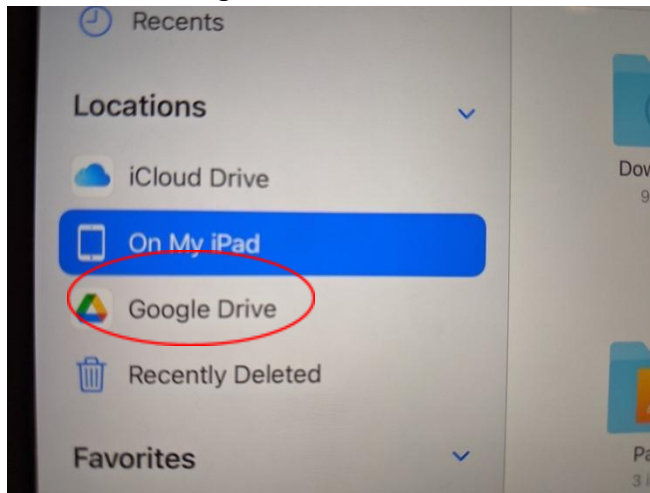 Recents
Locations
iCloud Drive
On My iPad
Google Drive
Recently Deleted
Favorites